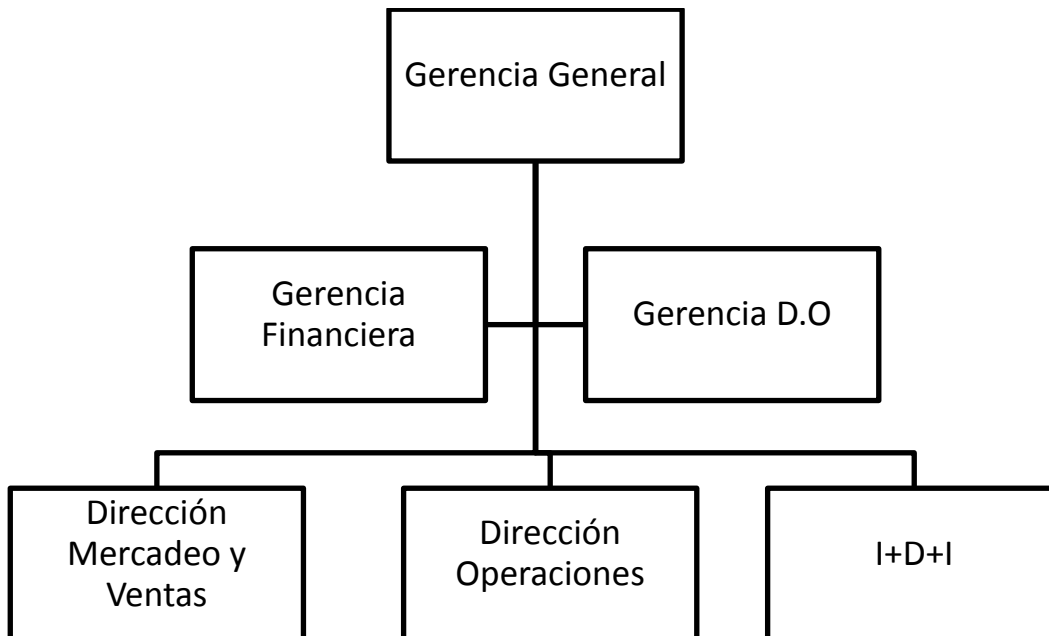 Gerencia General
Gerencia
Financiera
Gerencia D.O
Dirección
Mercadeo y
Ventas
Dirección
Operaciones
I+D+I